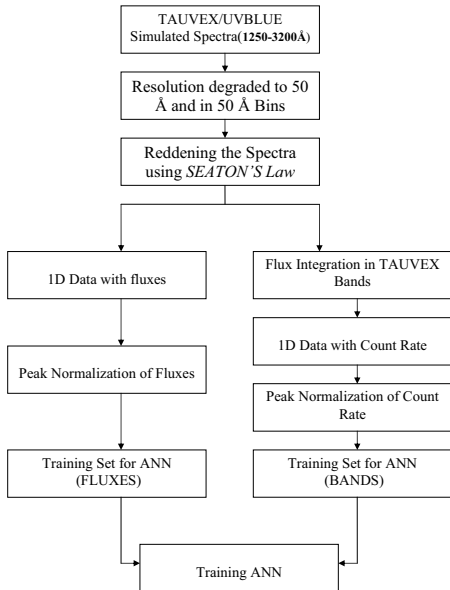 TAUVEX/UVBLUE
Simulated Spectra(1250-3200Å)
Resolution degraded to 50
Å and in 50 Å Bins
Reddening the Spectra
using SEATON'S Law
1D Data with fluxes
Peak Normalization of Fluxes
Training Set for ANN
(FLUXES)
Flux Integration in TAUVEX
Bands
1D Data with Count Rate
Peak Normalization of Count
Rate
Training Set for ANN
(BANDS)
Training ANN